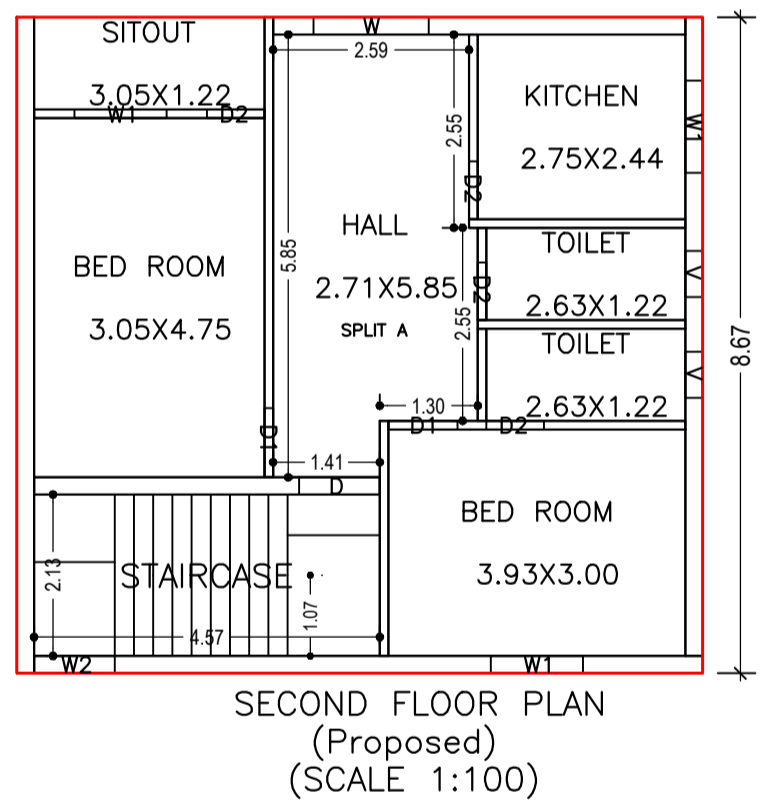 SITOUT
3.05X1.22
W1
D2
W
2.59
2.55
KITCHEN
2.75X2.44
W1
D2
HALL
2.71X5.85
SPLIT A
5.85
BED ROOM
3.05X4.75
TOILET
2.63X1.22
V
D2
2.55
TOILET
2.63X1.22
V
8.67
1.30
D1
D2
D1
1.41
D
BED ROOM
3.93X3.00
STAIRCASE
2.13
1.07
4.57
W2
W1
SECOND FLOOR PLAN
(Proposed)
(SCALE 1:100)